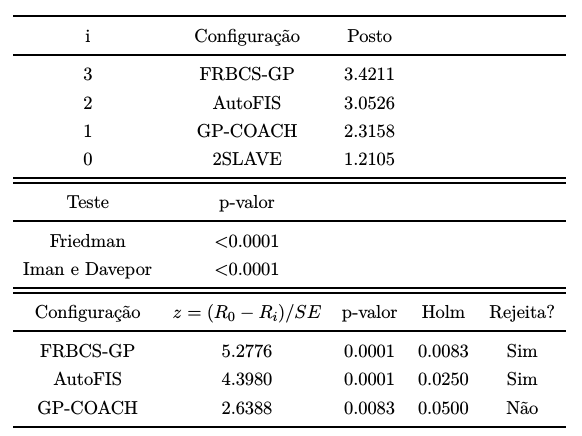 i Configuração Posto
3 FRBCS-GP 3.4211
2 AutoFIS 3.0526
1 GP-COACH 2.3158
0 2SLAVE 1.2105
Teste p-valor
Friedman <0.0001
Iman e Davepor <0.0001
Configuração z = (R₀ − Rᵢ)/SE p-valor Holm Rejeita?
FRBCS-GP 5.2776 0.0001 0.0083 Sim
AutoFIS 4.3980 0.0001 0.0250 Sim
GP-COACH 2.6388 0.0083 0.0500 Não